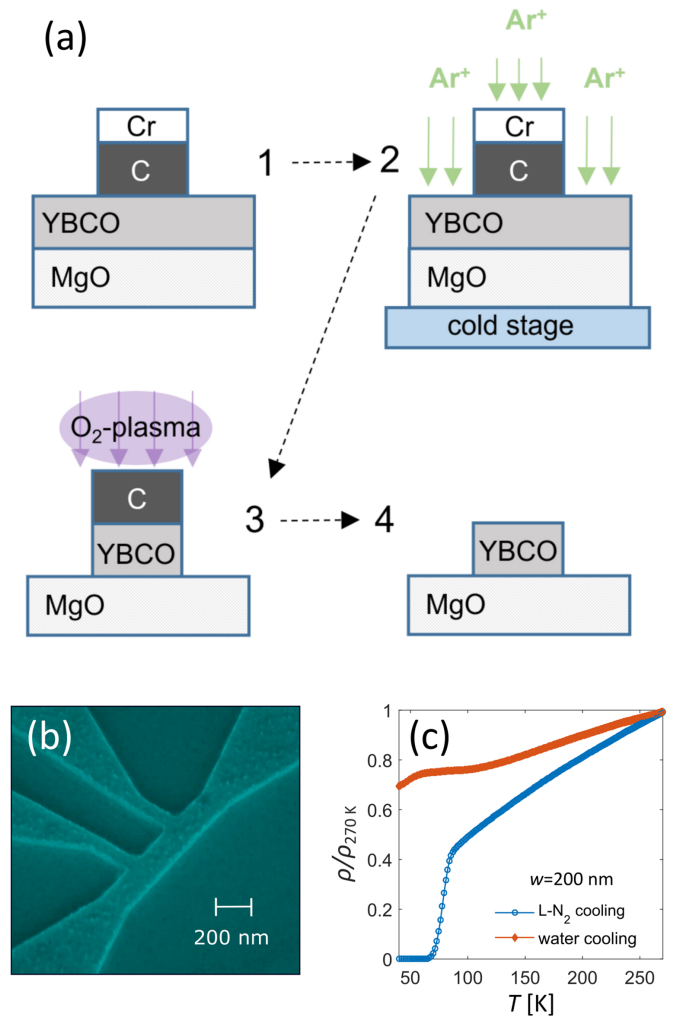 (a)
Ar⁺
Ar⁺ Ar⁺
Cr
C
YBCO
MgO
1
2
Cr
C
YBCO
MgO
cold stage
O₂-plasma
C
YBCO
MgO
3
4
YBCO
MgO
(b)
200 nm
(c)
1
0.8
0.6
0.4
0.2
0
ρ/ρ270 K
w=200 nm
L-N₂ cooling
water cooling
50 100 150 200 250
T [K]